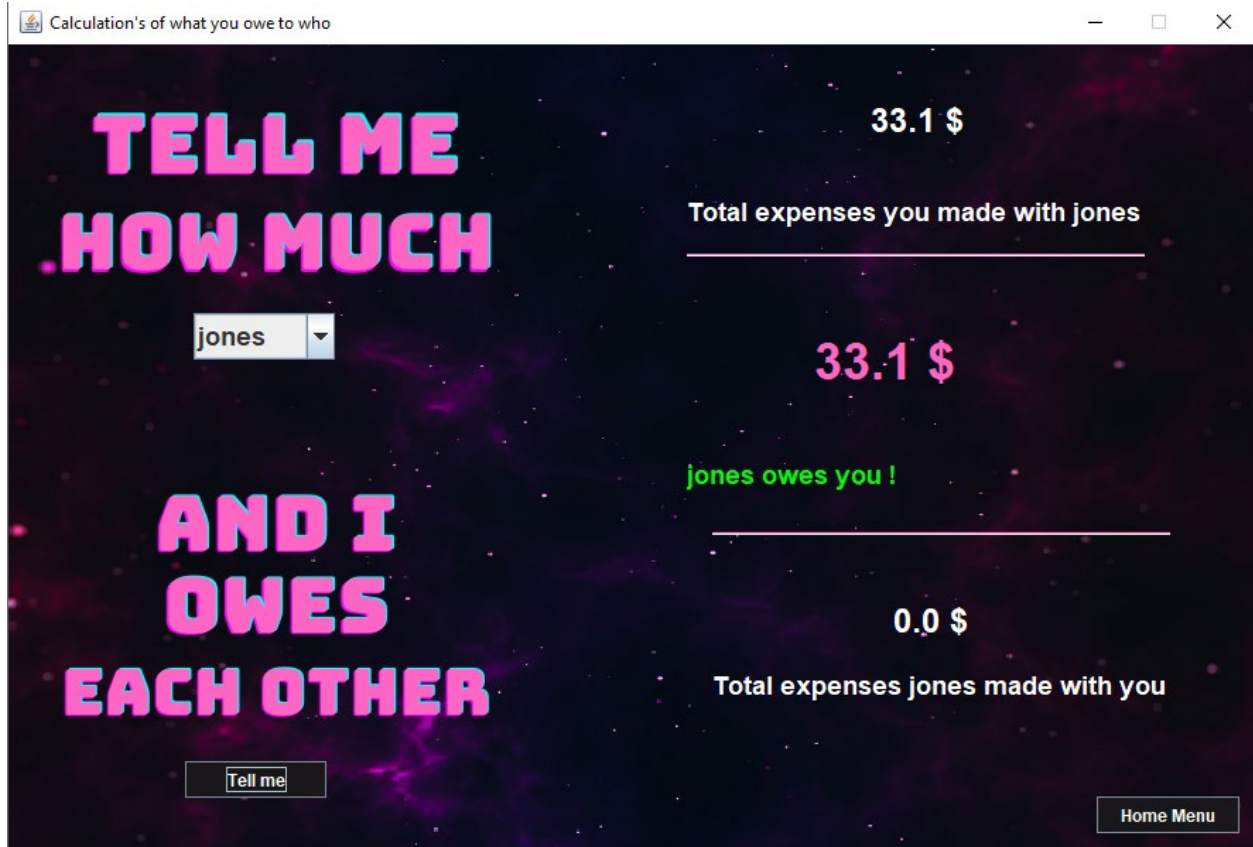 Calculation's of what you owe to who
TELL ME
HOW MUCH
jones
AND I
OWES
EACH OTHER
Tell me
33.1 $
Total expenses you made with jones
33.1 $
jones owes you !
0.0 $
Total expenses jones made with you
Home Menu